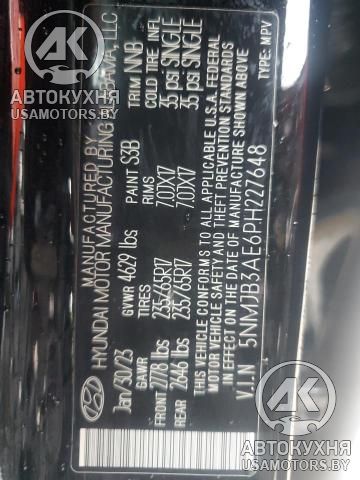 MANUFACTURED BY
HYUNDAI MOTOR MANUFACTURING LLC
Jan/30/23 GVWR 4629 lbs PAINT S3B TRIM NNB
GAWR TIRES RIMS COLD TIRE INFL
FRONT 2778 lbs 235/65R17 7.0JX17 35 psi SINGLE
REAR 2646 lbs 235/65R17 7.0JX17 35 psi SINGLE
THIS VEHICLE CONFORMS TO ALL APPLICABLE U.S.A. FEDERAL
MOTOR VEHICLE SAFETY AND THEFT PREVENTION STANDARDS
IN EFFECT ON THE DATE OF MANUFACTURE SHOWN ABOVE.
V.I.N 5NMJB3AE6PH227648 TYPE: MPV
АК
АВТОКУХНЯ
USAMOTORS.BY
АК
АВТОКУХНЯ
USAMOTORS.BY